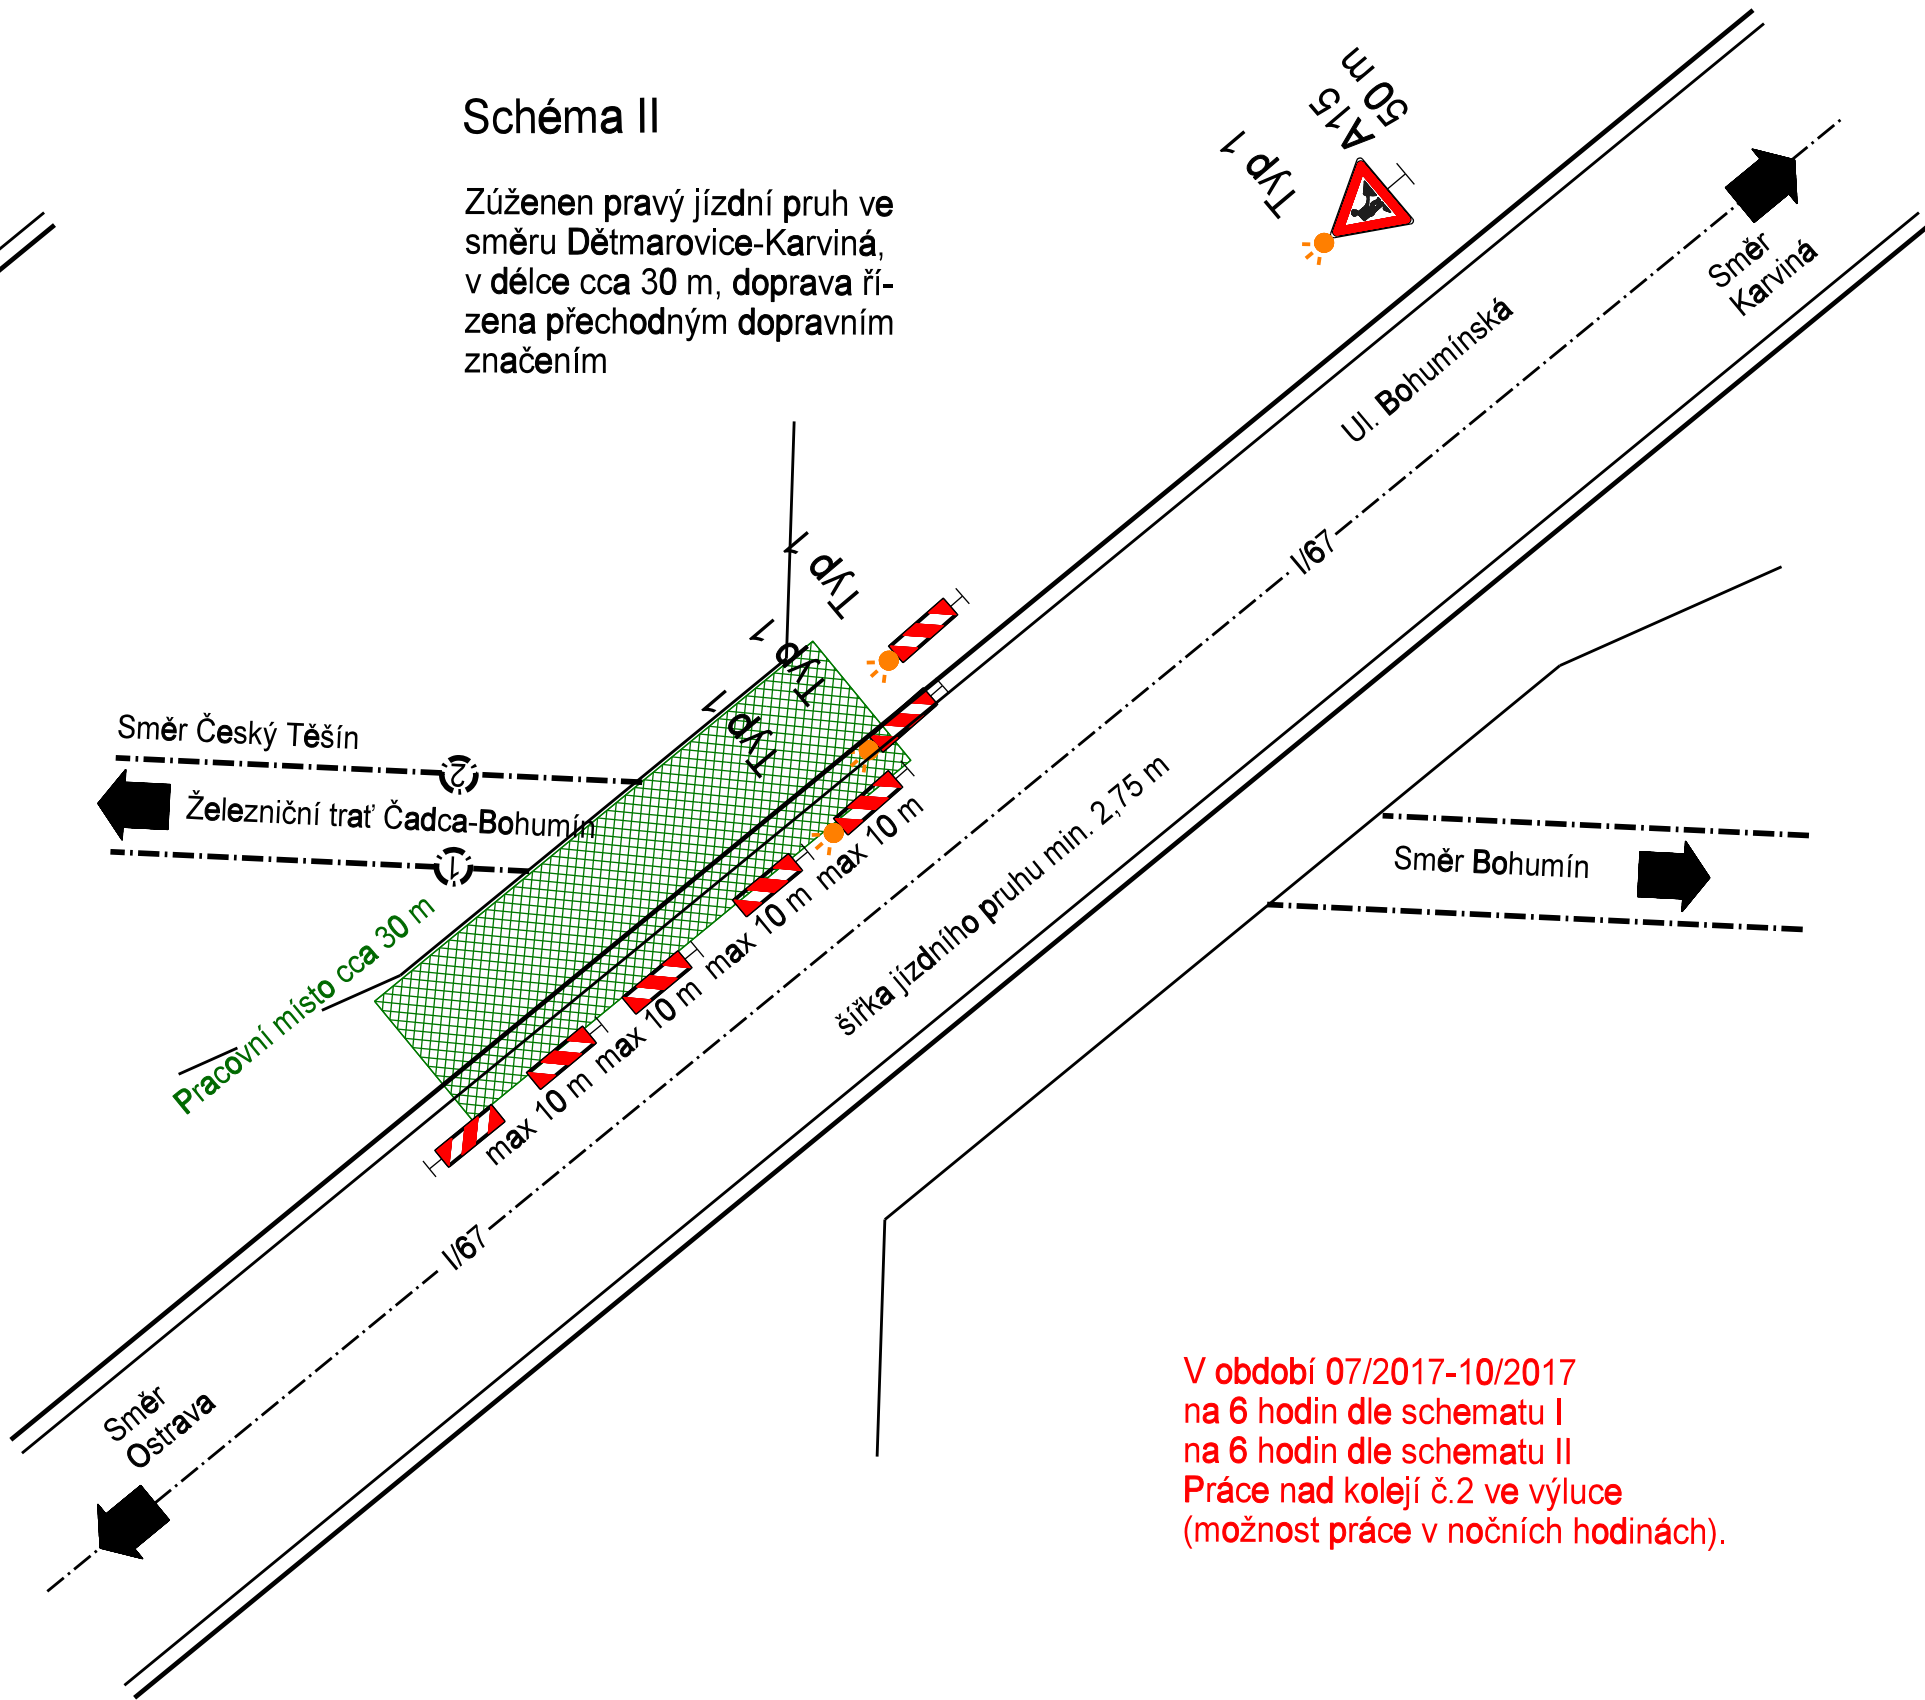 Schéma II
Zúženen pravý jízdní pruh ve
směru Dětmarovice-Karviná,
v délce cca 30 m, doprava ří-
zena přechodným dopravním
značením
Typ 1
A15
50 m
Směr
Karviná
Ul. Bohumínská
I/67
Typ 1
Typ 1
Typ 1
Směr Český Těšín
2
Železniční trať Čadca-Bohumín
1
Pracovní místo cca 30 m
max 10 m
max 10 m
max 10 m
max 10 m
šířka jízdního pruhu min. 2,75 m
Směr Bohumín
I/67
Směr
Ostrava
V období 07/2017-10/2017
na 6 hodin dle schematu I
na 6 hodin dle schematu II
Práce nad kolejí č.2 ve výluce
(možnost práce v nočních hodinách).